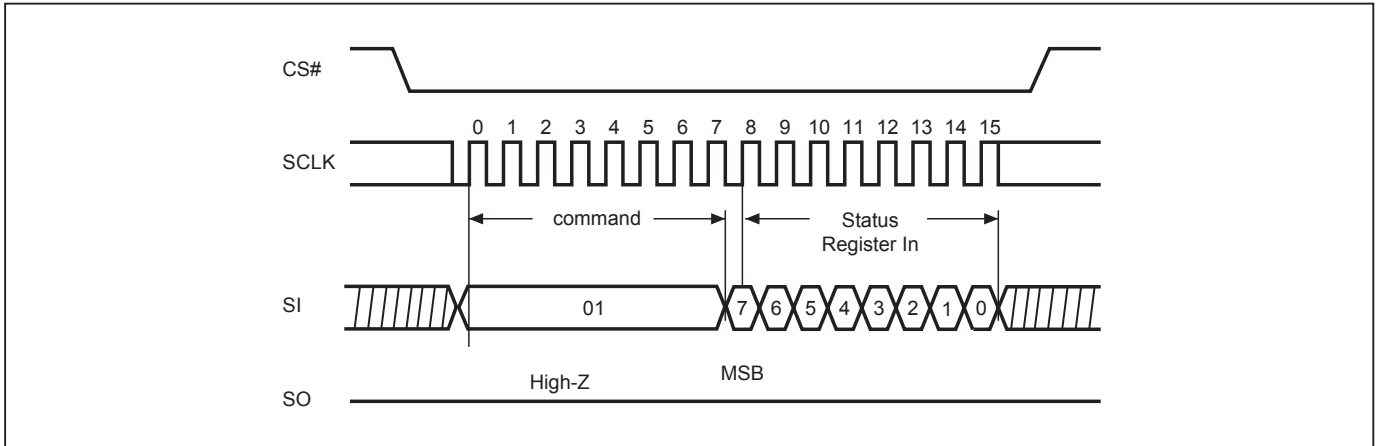 CS#
0 1 2 3 4 5 6 7 8 9 10 11 12 13 14 15
SCLK
command
Status
Register In
SI
01 7 6 5 4 3 2 1 0
High-Z MSB
SO